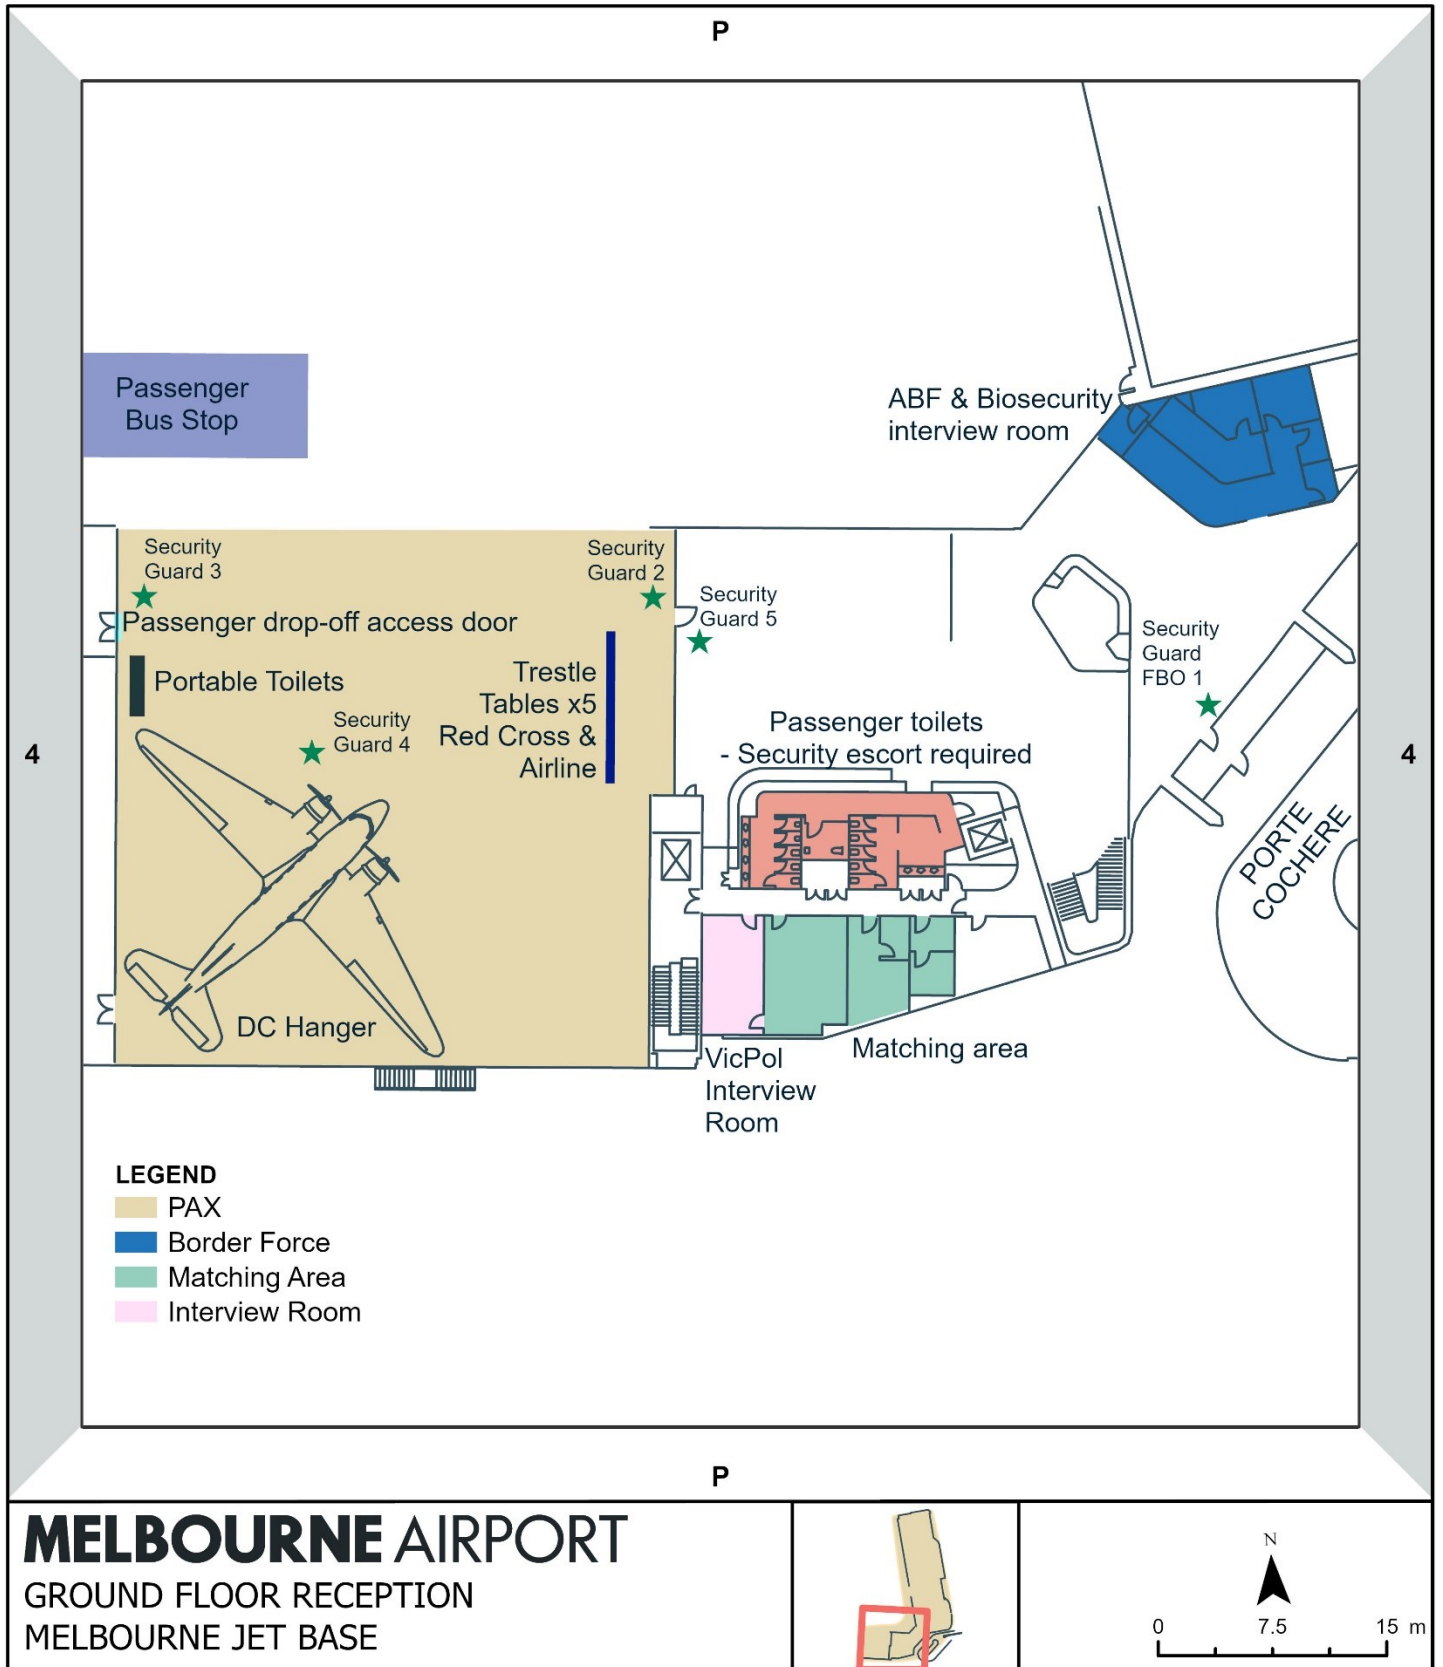 P
Passenger
Bus Stop
ABF & Biosecurity
interview room
Security
Guard 3
Security
Guard 2
Security
Guard 5
Passenger drop-off access door
Security
Guard
FBO 1
Portable Toilets
Trestle
Tables x5
Red Cross &
Airline
Security
Guard 4
Passenger toilets
- Security escort required
4
4
PORTE
COCHERE
DC Hanger
VicPol
Interview
Room
Matching area
LEGEND
PAX
Border Force
Matching Area
Interview Room
P
MELBOURNE AIRPORT
GROUND FLOOR RECEPTION
MELBOURNE JET BASE
N
0 7.5 15 m